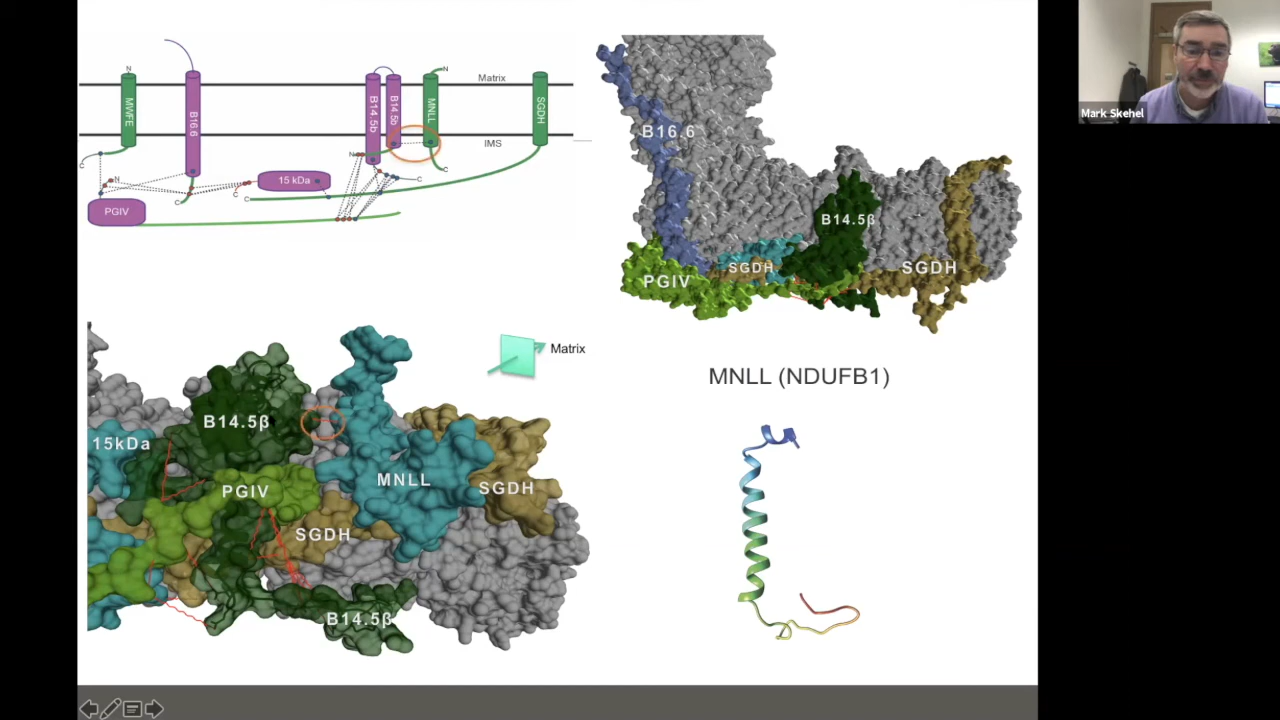 N
Matrix
N
MWFE
B16.6
B14.5b
B14.5b
MNLL
SGDH
IMS
N
C
C
N
C
C
15 kDa
C
C
PGIV
B16.6
B14.5β
SGDH
SGDH
PGIV
Matrix
MNLL (NDUFB1)
B14.5β
15kDa
PGIV
MNLL
SGDH
SGDH
B14.5β
Mark Skehel